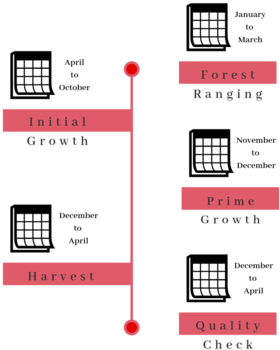 January
to
March
Forest
Ranging
April
to
October
Initial
Growth
November
to
December
Prime
Growth
December
to
April
Harvest
December
to
April
Quality
Check